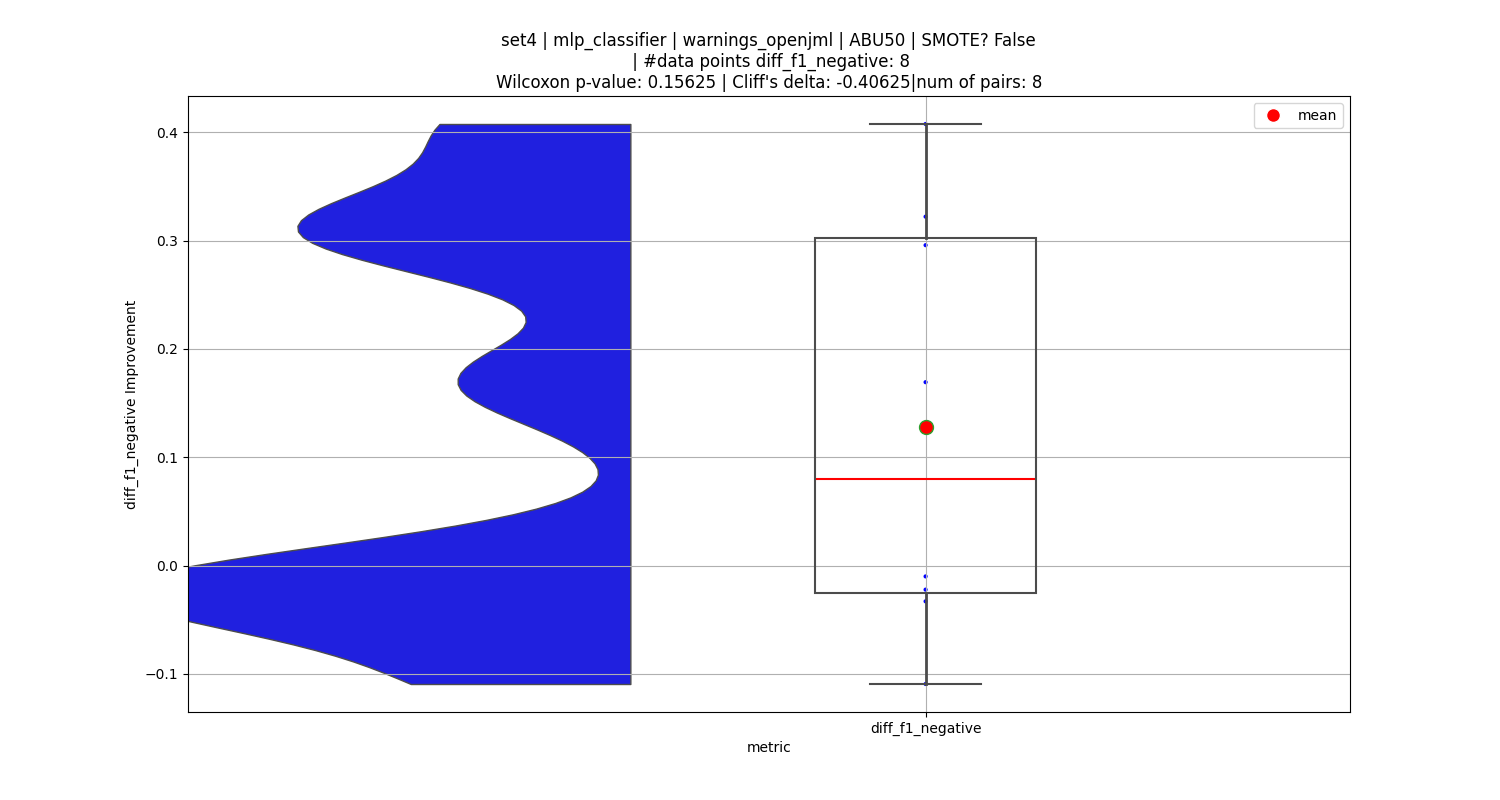 set4 | mlp_classifier | warnings_openjml | ABU50 | SMOTE? False
| #data points diff_f1_negative: 8
Wilcoxon p-value: 0.15625 | Cliff's delta: -0.40625|num of pairs: 8
mean
0.4
0.3
0.2
0.1
0.0
−0.1
diff_f1_negative Improvement
diff_f1_negative
metric